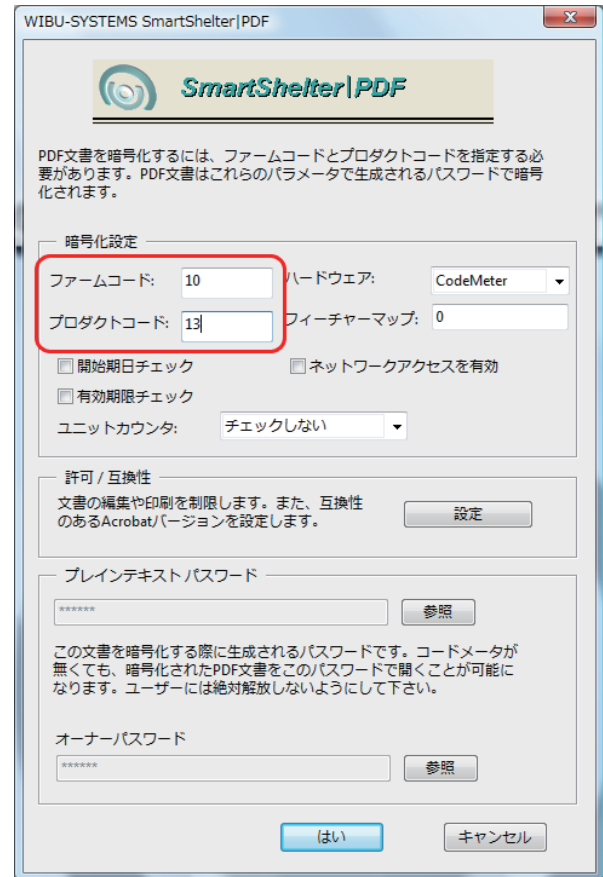 WIBU-SYSTEMS SmartShelter|PDF
SmartShelter|PDF
PDF文書を暗号化するには、ファームコードとプロダクトコードを指定する必
要があります。PDF文書はこれらのパラメータで生成されるパスワードで暗号
化されます。
暗号化設定
ファームコード: 10 ハードウェア: CodeMeter
プロダクトコード: 13 フィーチャーマップ: 0
開始期日チェック ネットワークアクセスを有効
有効期限チェック
ユニットカウンタ: チェックしない
許可 / 互換性
文書の編集や印刷を制限します。また、互換性
のあるAcrobatバージョンを設定します。 設定
プレインテキスト パスワード
****** 参照
この文書を暗号化する際に生成されるパスワードです。コードメータが
無くても、暗号化されたPDF文書をこのパスワードで開くことが可能に
なります。ユーザーには絶対解放しないようにして下さい。
オーナーパスワード
****** 参照
はい キャンセル